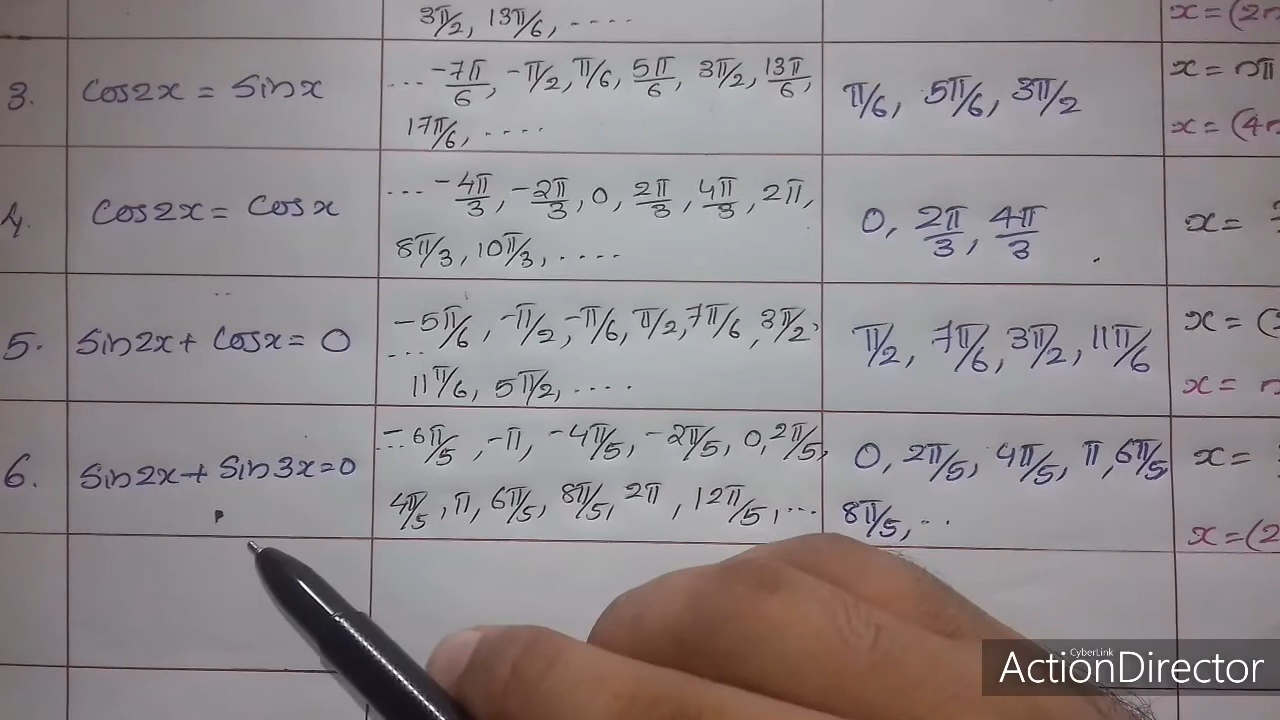 3π/2, 13π/6, ....
x = (2n
3. cos2x = sinx ... -7π/6, -π/2, π/6, 5π/6, 3π/2, 13π/6, π/6, 5π/6, 3π/2 x = nπ
17π/6, .... x = (4n
4. cos2x = cosx ... -4π/3, -2π/3, 0, 2π/3, 4π/3, 2π, 0, 2π/3, 4π/3 x =
8π/3, 10π/3, ....
5. sin2x + cosx = 0 -5π/6, -π/2, -π/6, π/2, 7π/6, 3π/2, π/2, 7π/6, 3π/2, 11π/6 x = (
... 11π/6, 5π/2, .... x = n
6. sin2x + sin3x = 0 ... -6π/5, -π, -4π/5, -2π/5, 0, 2π/5, 0, 2π/5, 4π/5, π, 6π/5, x =
4π/5, π, 6π/5, 8π/5, 2π, 12π/5, ... 8π/5, ... x = (2
CyberLink
ActionDirector